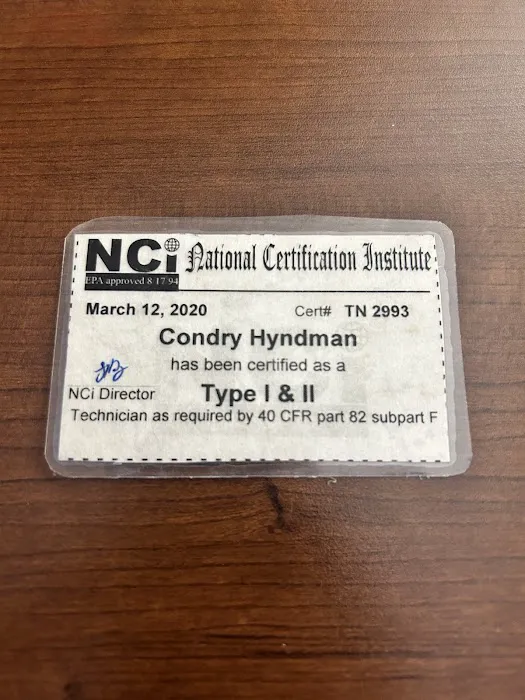 NCi National Certification Institute
EPA approved 8 17 94
March 12, 2020 Cert# TN 2993
Condry Hyndman
has been certified as a
NCi Director Type I & II
Technician as required by 40 CFR part 82 subpart F